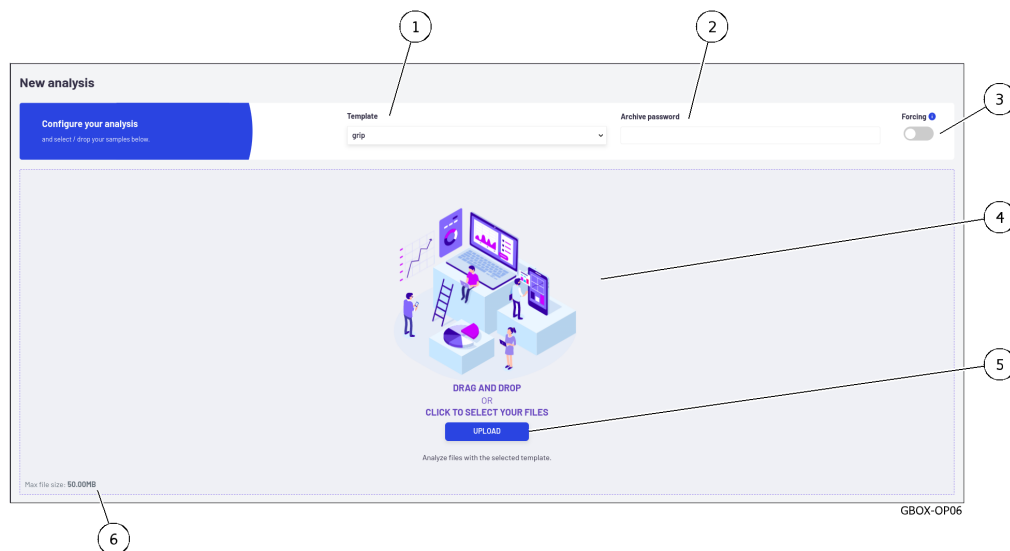 1
2
3
New analysis
Configure your analysis
and select / drop your samples below.
Template
grip
Archive password
Forcing i
4
DRAG AND DROP
OR
CLICK TO SELECT YOUR FILES
UPLOAD
5
Analyze files with the selected template.
Max file size: 50.00MB
GBOX-OP06
6